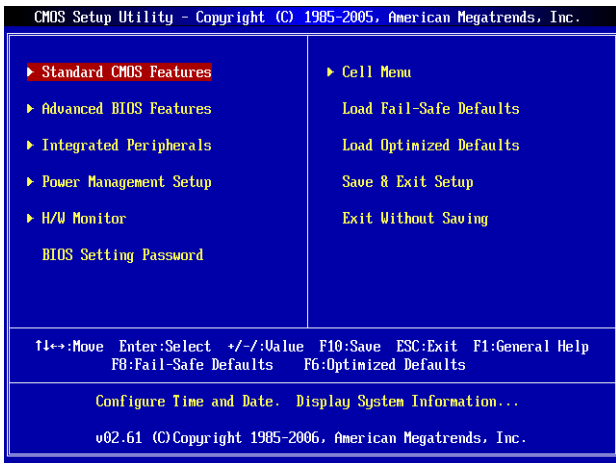 CMOS Setup Utility - Copyright (C) 1985-2005, American Megatrends, Inc.
▶ Standard CMOS Features
▶ Advanced BIOS Features
▶ Integrated Peripherals
▶ Power Management Setup
▶ H/W Monitor
BIOS Setting Password
▶ Cell Menu
Load Fail-Safe Defaults
Load Optimized Defaults
Save & Exit Setup
Exit Without Saving
↑↓←→:Move Enter:Select +/-/:Value F10:Save ESC:Exit F1:General Help
F8:Fail-Safe Defaults F6:Optimized Defaults
Configure Time and Date. Display System Information...
v02.61 (C)Copyright 1985-2006, American Megatrends, Inc.